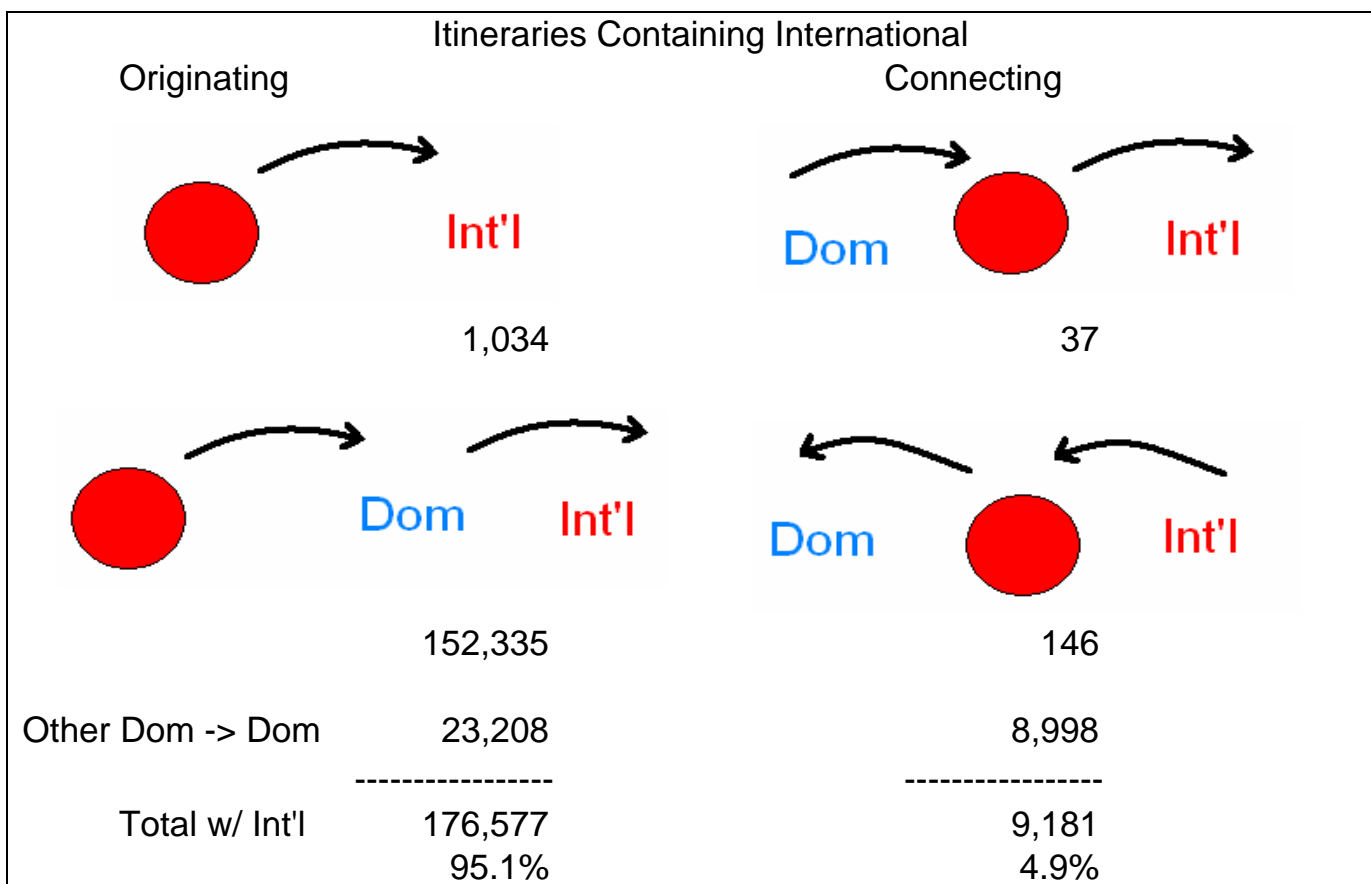 Itineraries Containing International
Originating Connecting
Int'l Dom Int'l
1,034 37
Dom Int'l Dom Int'l
152,335 146
Other Dom -> Dom 23,208 8,998
----------------- -----------------
Total w/ Int'l 176,577 9,181
95.1% 4.9%